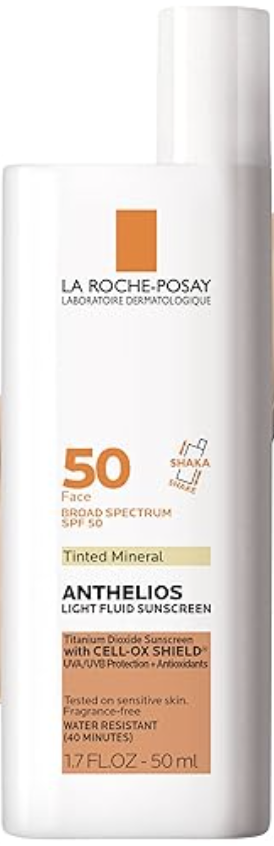 LA ROCHE-POSAY
LABORATOIRE DERMATOLOGIQUE
SHAKA
SHAKE
50
Face
BROAD SPECTRUM
SPF 50
Tinted Mineral
ANTHELIOS
LIGHT FLUID SUNSCREEN
Titanium Dioxide Sunscreen
with CELL-OX SHIELD®
UVA/UVB Protection + Antioxidants
Tested on sensitive skin.
Fragrance-free
WATER RESISTANT
(40 MINUTES)
1.7 FL.OZ - 50 ml